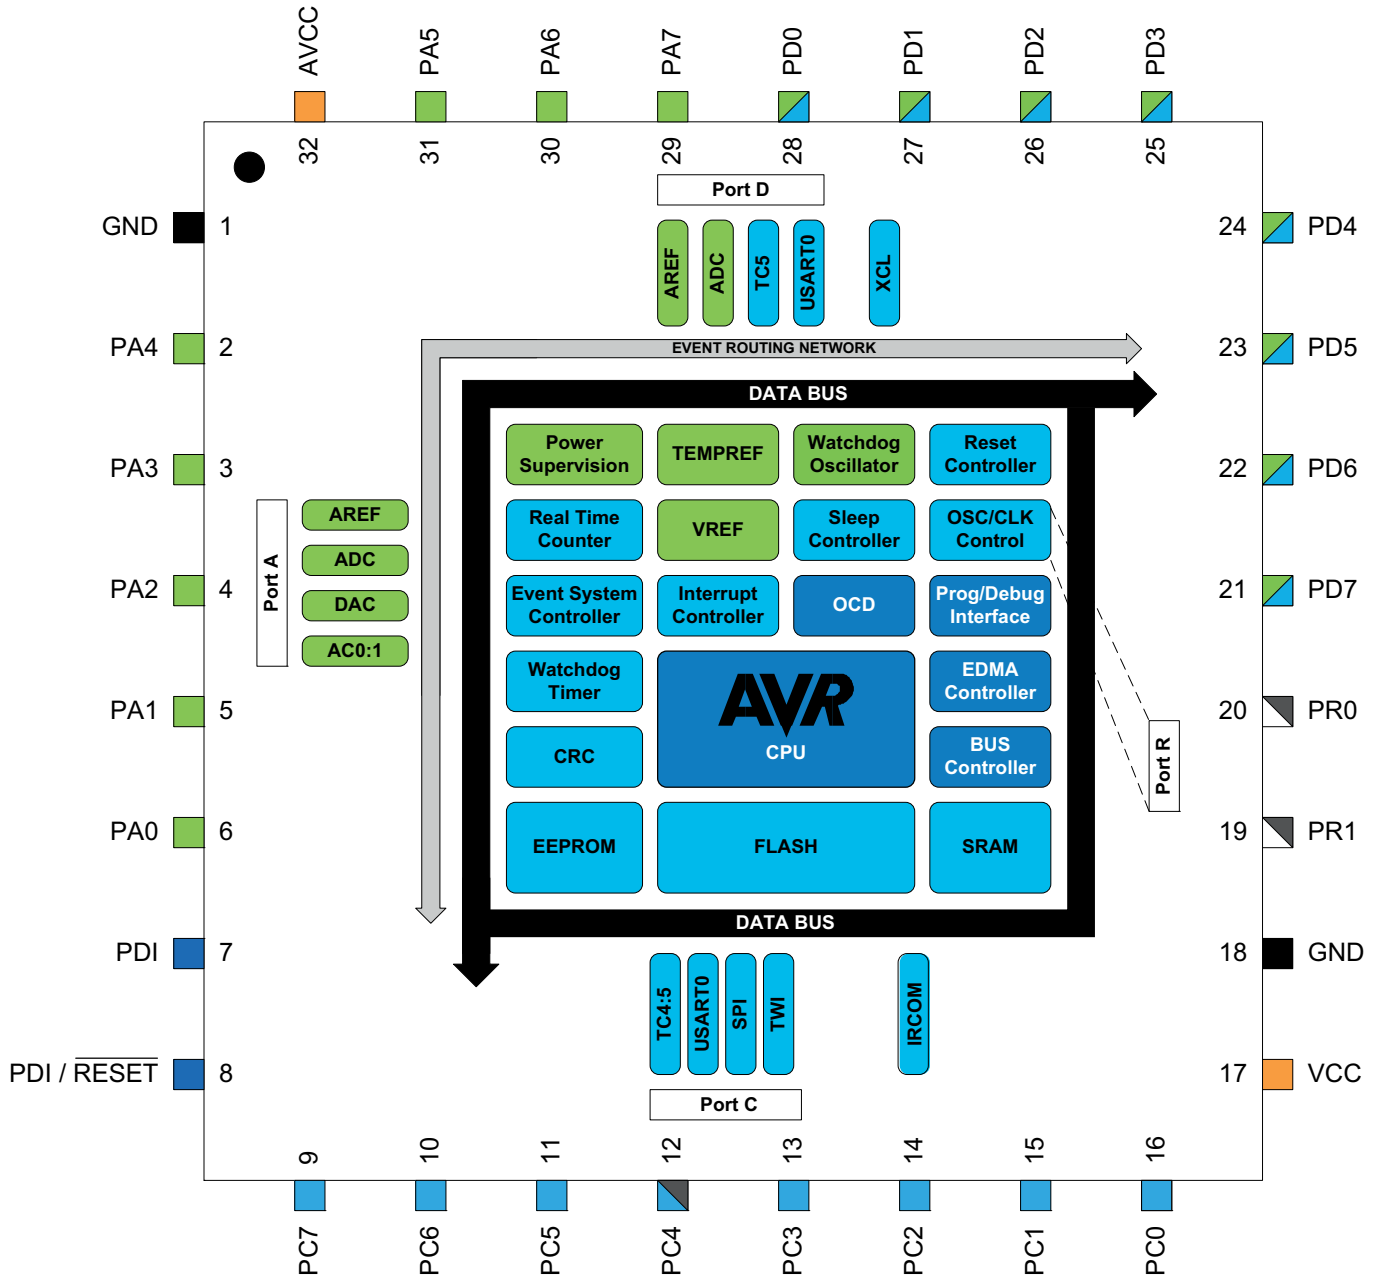 AVCC
PA5
PA6
PA7
PD0
PD1
PD2
PD3
32
31
30
29
28
27
26
25
Port D
GND 1
AREF
ADC
TC5
USART0
XCL
24 PD4
PA4 2
EVENT ROUTING NETWORK
23 PD5
DATA BUS
PA3 3
Power
Supervision
TEMPREF
Watchdog
Oscillator
Reset
Controller
22 PD6
Port A
AREF
ADC
DAC
AC0:1
Real Time
Counter
VREF
Sleep
Controller
OSC/CLK
Control
PA2 4
Event System
Controller
Interrupt
Controller
OCD
Prog/Debug
Interface
21 PD7
Watchdog
Timer
AVR
CPU
EDMA
Controller
PA1 5
20 PR0
CRC
BUS
Controller
Port R
PA0 6
EEPROM
FLASH
SRAM
19 PR1
DATA BUS
PDI 7
18 GND
TC4:5
USART0
SPI
TWI
IRCOM
PDI / RESET 8
17 VCC
Port C
9
10
11
12
13
14
15
16
PC7
PC6
PC5
PC4
PC3
PC2
PC1
PC0